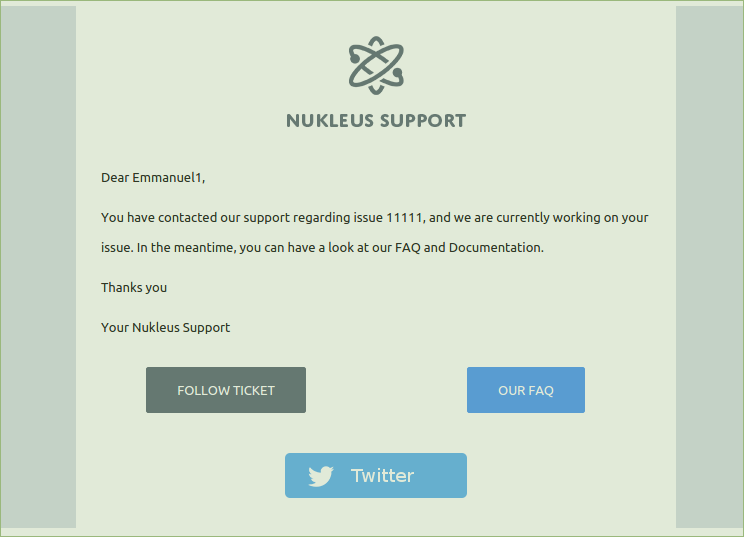 NUKLEUS SUPPORT
Dear Emmanuel1,
You have contacted our support regarding issue 11111, and we are currently working on your
issue. In the meantime, you can have a look at our FAQ and Documentation.
Thanks you
Your Nukleus Support
FOLLOW TICKET
OUR FAQ
Twitter